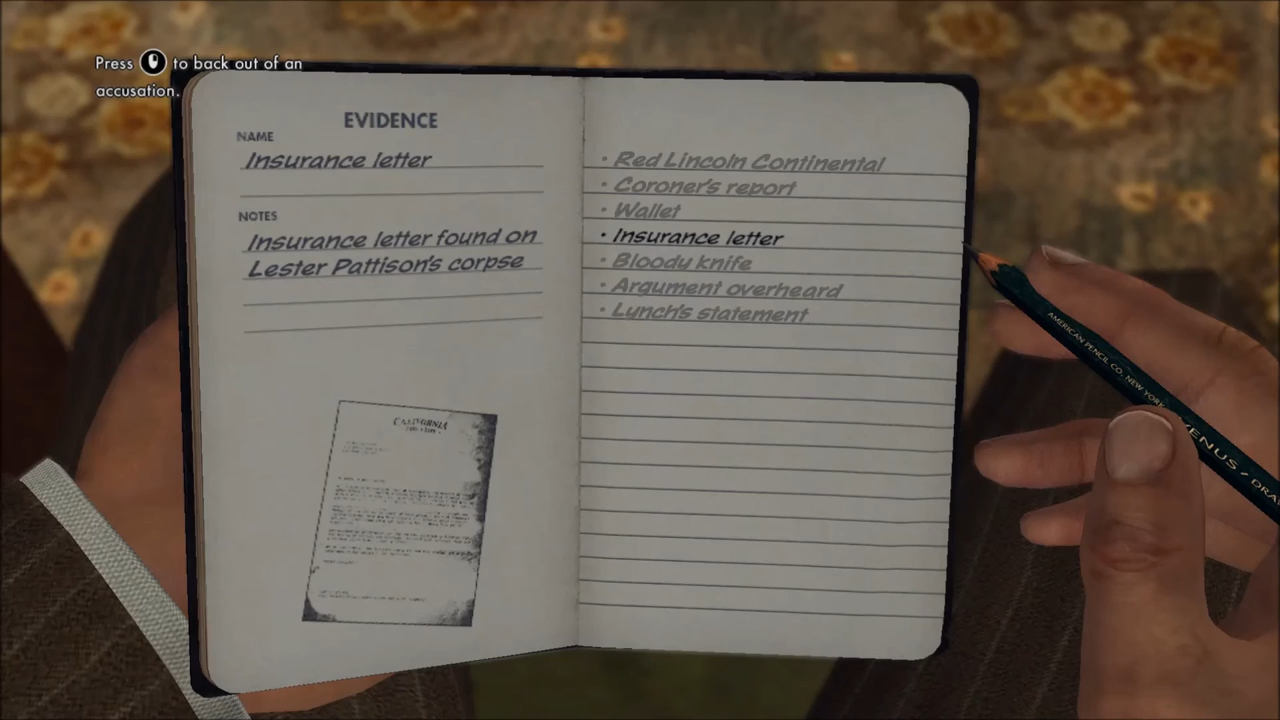 Press to back out of an
accusation.
EVIDENCE
NAME
Insurance letter
NOTES
Insurance letter found on
Lester Pattison's corpse
CALIFORNIA
• Red Lincoln Continental
• Coroner's report
• Wallet
• Insurance letter
• Bloody knife
• Argument overheard
• Lynch's statement
AMERICAN PENCIL CO. NEW YORK
VENUS / DRA